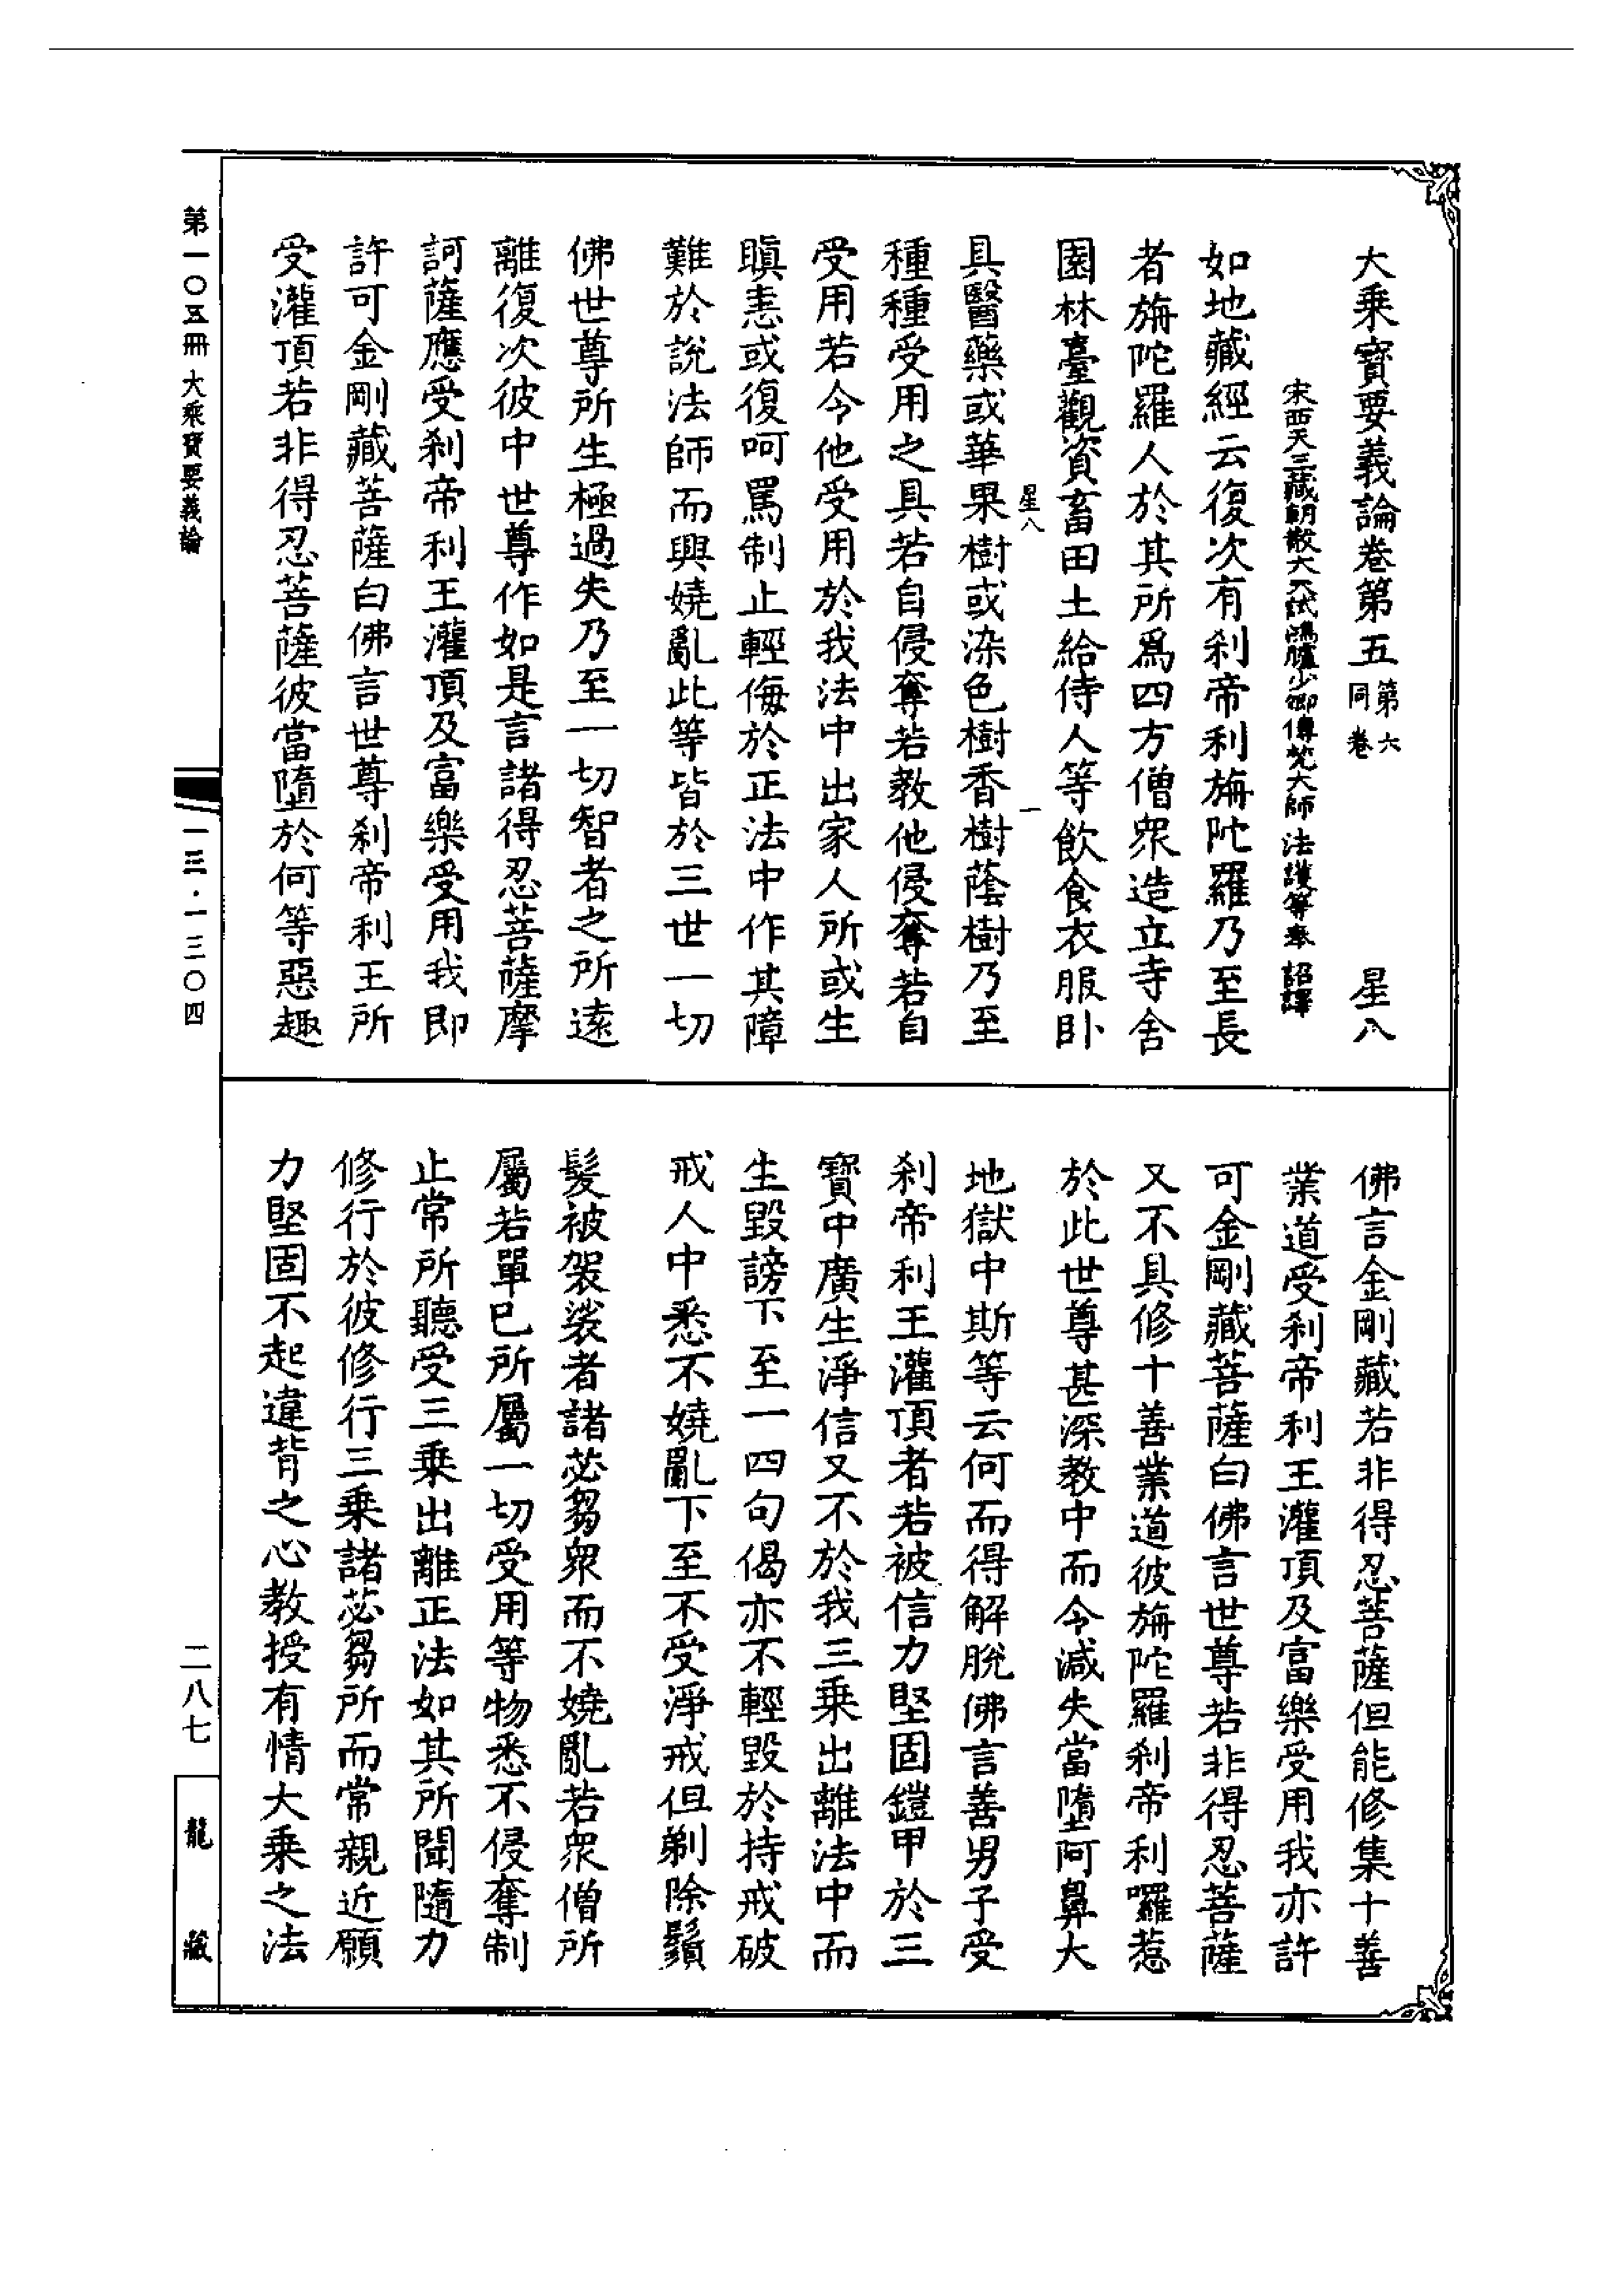 大乘寶要義論卷第五 第六同卷 星八
宋西天三藏朝散大夫試鴻臚少卿傳梵大師法護等奉 詔譯
如地藏經云復次有刹帝利旃陀羅乃至長
者旃陀羅人於其所爲四方僧衆造立寺舍
園林臺觀資畜田土給侍人等飲食衣服卧
星八 一
具醫藥或華果樹或染色樹香樹蔭樹乃至
種種受用之具若自侵奪若教他侵奪若自
受用若令他受用於我法中出家人所或生
瞋恚或復呵罵制止輕侮於正法中作其障
難於說法師而興嬈亂此等皆於三世一切
佛世尊所生極過失乃至一切智者之所遠
離復次彼中世尊作如是言諸得忍菩薩摩
訶薩應受刹帝利王灌頂及富樂受用我即
許可金剛藏菩薩白佛言世尊刹帝利王所
受灌頂若非得忍菩薩彼當墮於何等惡趣
佛言金剛藏若非得忍菩薩但能修集十善
業道受刹帝利王灌頂及富樂受用我亦許
可金剛藏菩薩白佛言世尊若非得忍菩薩
又不具修十善業道彼旃陀羅刹帝利囉惹
於此世尊甚深教中而令減失當墮阿鼻大
地獄中斯等云何而得解脫佛言善男子受
刹帝利王灌頂者若被信力堅固鎧甲於三
寶中廣生淨信又不於我三乘出離法中而
生毀謗下至一四句偈亦不輕毀於持戒破
戒人中悉不嬈亂下至不受淨戒但剃除鬚
髮被袈裟者諸苾芻衆而不嬈亂若衆僧所
屬若單已所屬一切受用等物悉不侵奪制
止常所聽受三乘出離正法如其所聞隨力
修行於彼修行三乘諸苾芻所而常親近願
力堅固不起違背之心教授有情大乘之法
第一〇五冊 大乘寶要義論
一三·一三〇四
二八七
龍藏